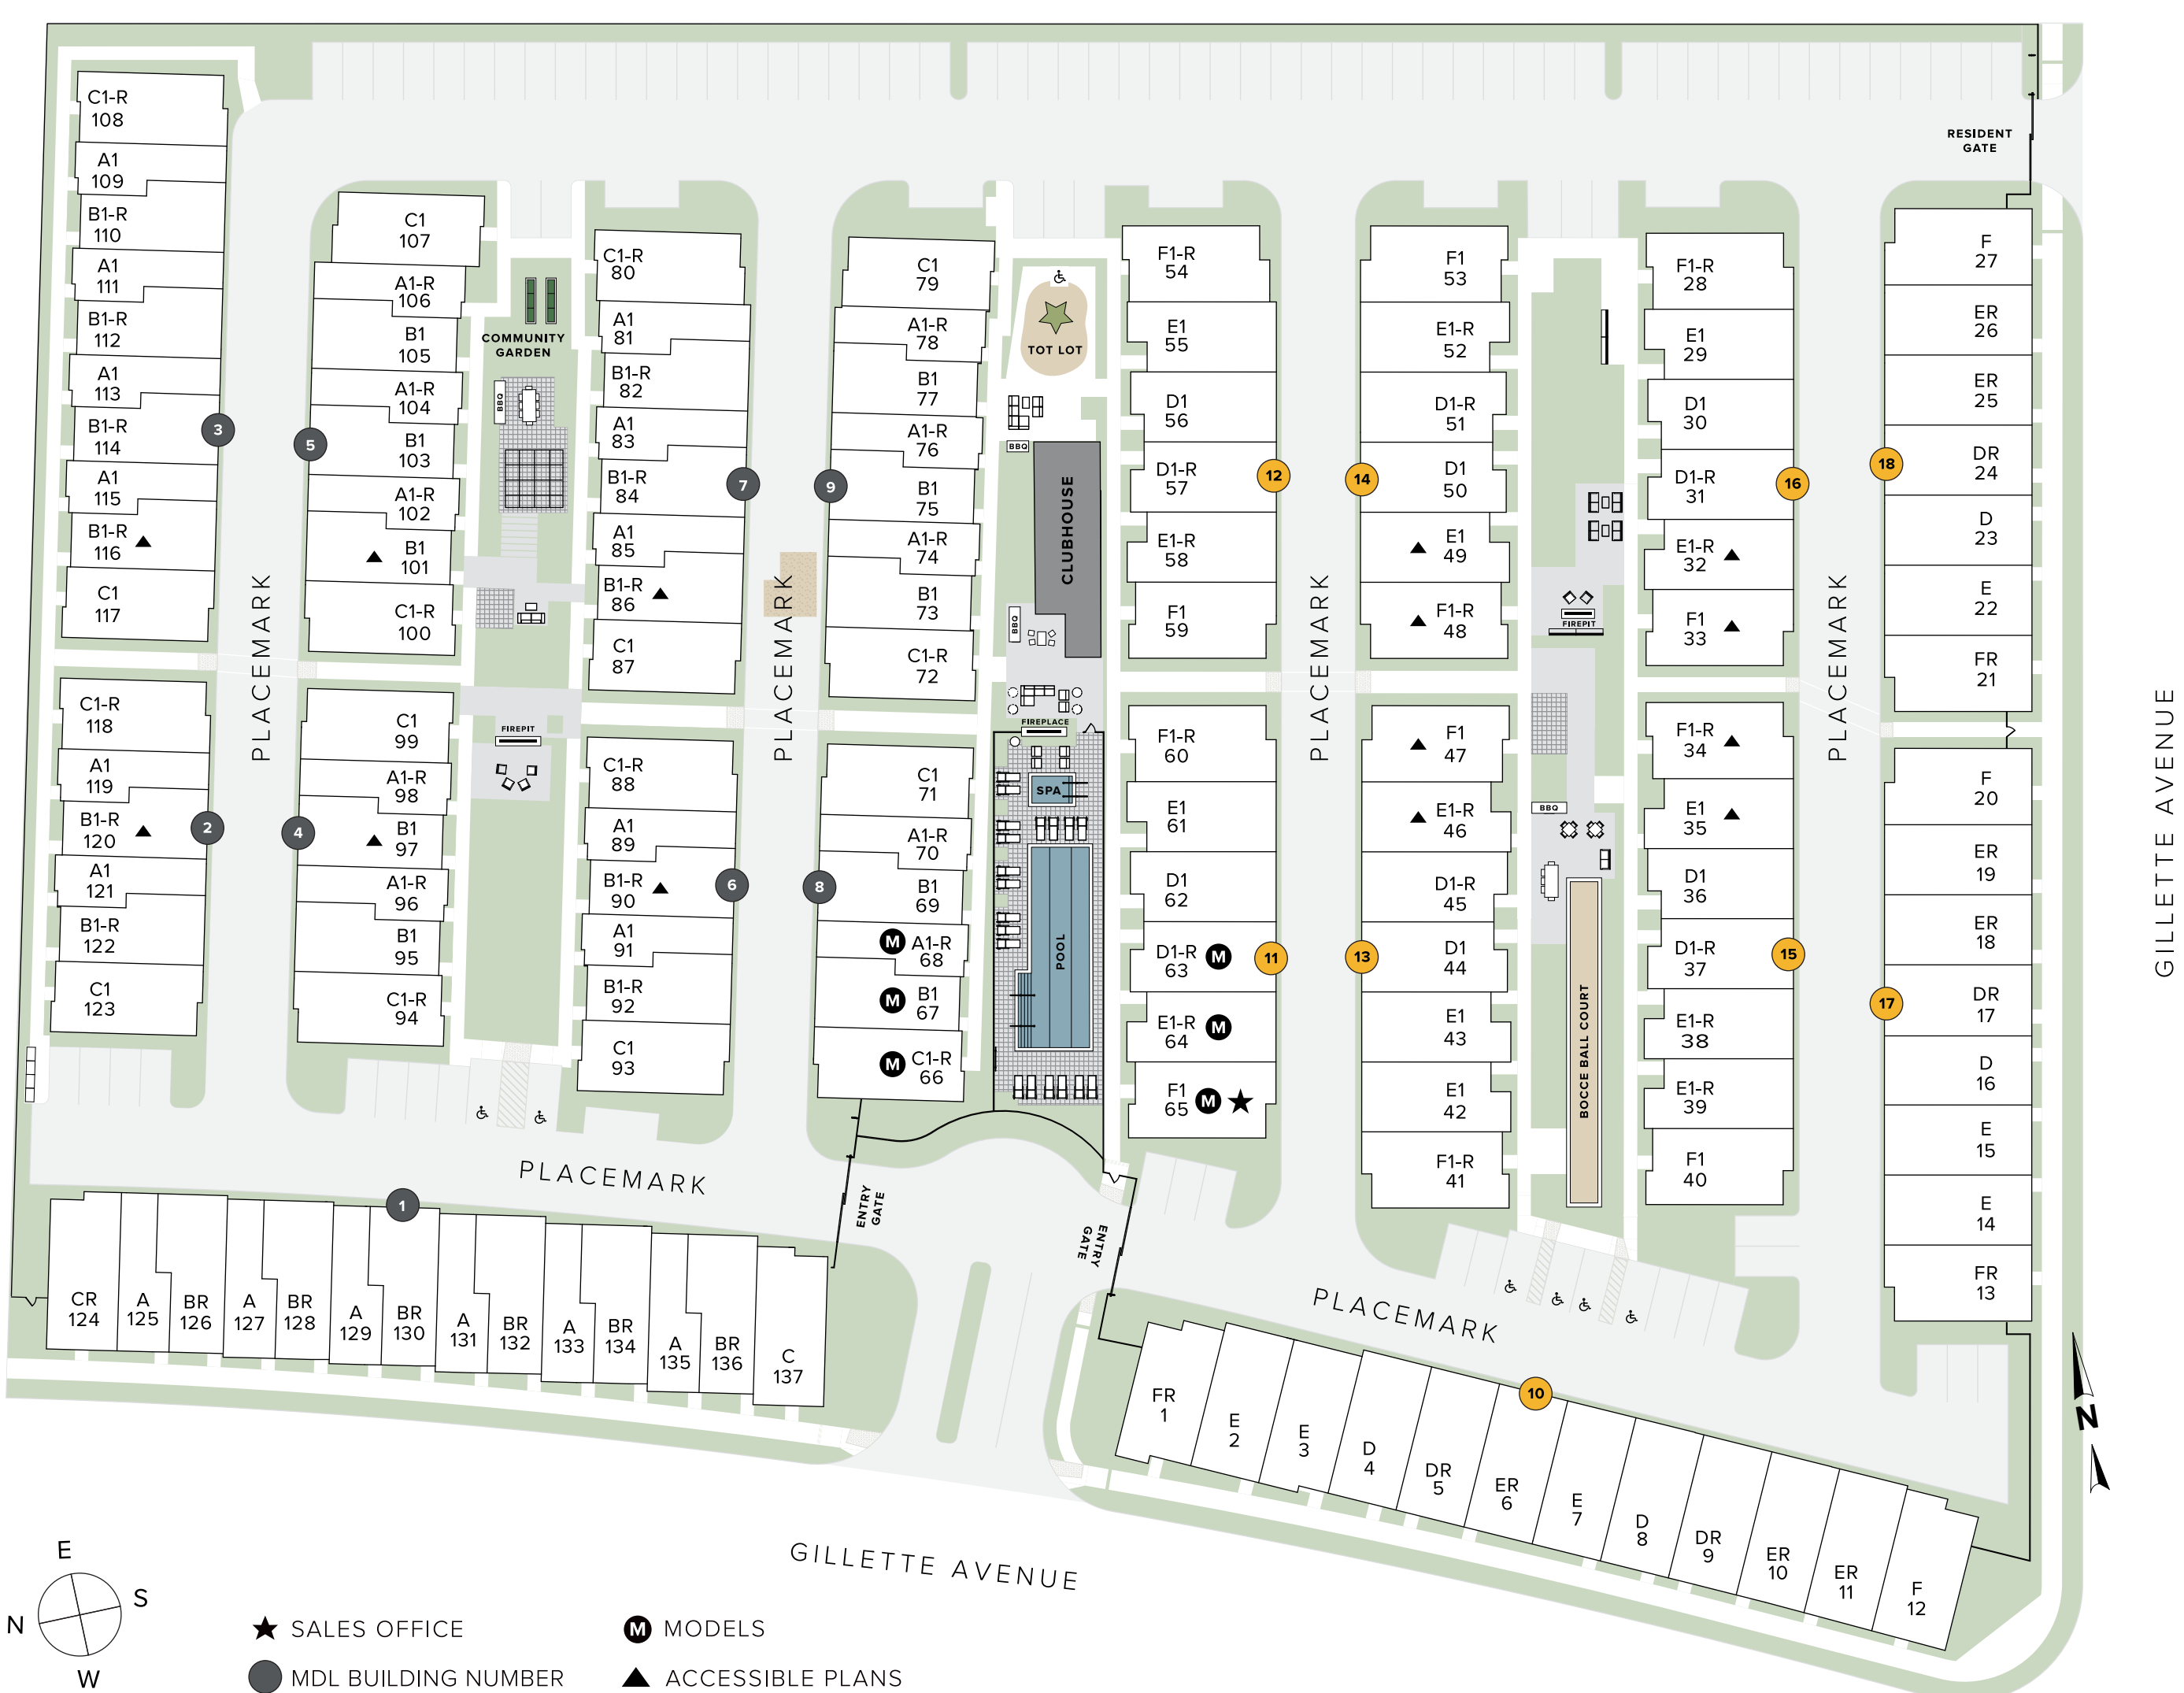 RESIDENT
GATE
C1-R
108
A1
109
B1-R
110
A1
111
B1-R
112
A1
113
B1-R
114
A1
115
B1-R
116
C1
117
3
C1-R
118
A1
119
B1-R
120
A1
121
B1-R
122
C1
123
2
PLACEMARK
C1
107
A1-R
106
B1
105
A1-R
104
B1
103
A1-R
102
B1
101
C1-R
100
5
C1
99
A1-R
98
B1
97
A1-R
96
B1
95
C1-R
94
4
COMMUNITY
GARDEN
BBQ
FIREPIT
C1-R
80
A1
81
B1-R
82
A1
83
B1-R
84
A1
85
B1-R
86
C1
87
7
C1-R
88
A1
89
B1-R
90
A1
91
B1-R
92
C1
93
6
PLACEMARK
C1
79
A1-R
78
B1
77
A1-R
76
B1
75
A1-R
74
B1
73
C1-R
72
9
C1
71
A1-R
70
B1
69
M A1-R
68
M B1
67
M C1-R
66
8
TOT LOT
BBQ
CLUBHOUSE
BBQ
FIREPLACE
SPA
POOL
F1-R
54
E1
55
D1
56
D1-R
57
E1-R
58
F1
59
12
F1-R
60
E1
61
D1
62
D1-R
63 M
E1-R
64 M
F1
65 M
11
PLACEMARK
F1
53
E1-R
52
D1-R
51
D1
50
E1
49
F1-R
48
14
F1
47
E1-R
46
D1-R
45
D1
44
E1
43
E1
42
F1-R
41
13
FIREPIT
BBQ
BOCCE BALL COURT
F1-R
28
E1
29
D1
30
D1-R
31
E1-R
32
F1
33
16
F1-R
34
E1
35
D1
36
D1-R
37
E1-R
38
E1-R
39
F1
40
15
PLACEMARK
F
27
ER
26
ER
25
DR
24
D
23
E
22
FR
21
18
F
20
ER
19
ER
18
DR
17
D
16
E
15
E
14
FR
13
17
GILLETTE AVENUE
PLACEMARK
1
CR
124
A
125
BR
126
A
127
BR
128
A
129
BR
130
A
131
BR
132
A
133
BR
134
A
135
BR
136
C
137
ENTRY
GATE
ENTRY
GATE
PLACEMARK
10
FR
1
E
2
E
3
D
4
DR
5
ER
6
E
7
D
8
DR
9
ER
10
ER
11
F
12
N
GILLETTE AVENUE
E
S
N
W
SALES OFFICE
M MODELS
MDL BUILDING NUMBER
ACCESSIBLE PLANS